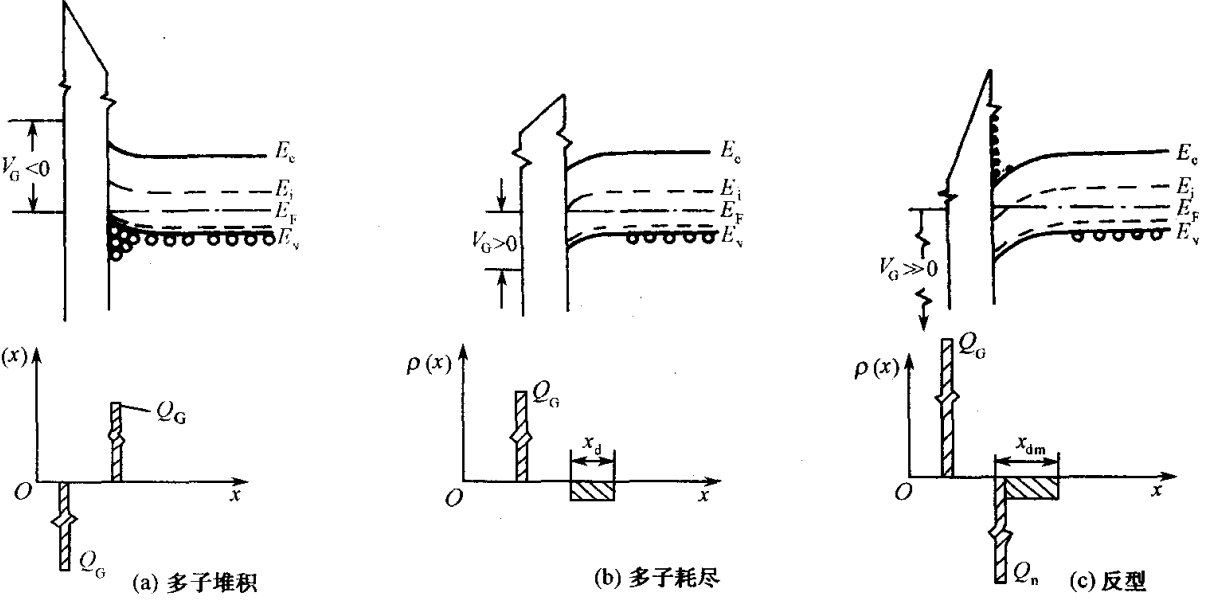 V_G<0
E_c
E_i
E_F
E_v
(x)
Q_G
O
x
Q_G
(a) 多子堆积
V_G>0
E_c
E_i
E_F
E_v
ρ(x)
Q_G
x_d
O
x
(b) 多子耗尽
V_G≫0
E_c
E_i
E_F
E_v
ρ(x)
Q_G
x_dm
O
x
Q_n
(c) 反型